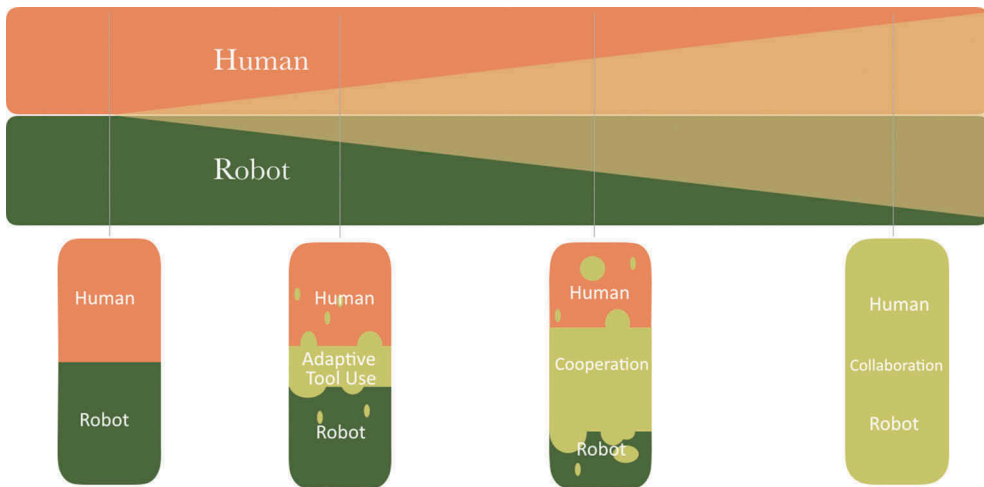 Human
Robot
Human
Robot
Human
Adaptive
Tool Use
Robot
Human
Cooperation
Robot
Human
Collaboration
Robot